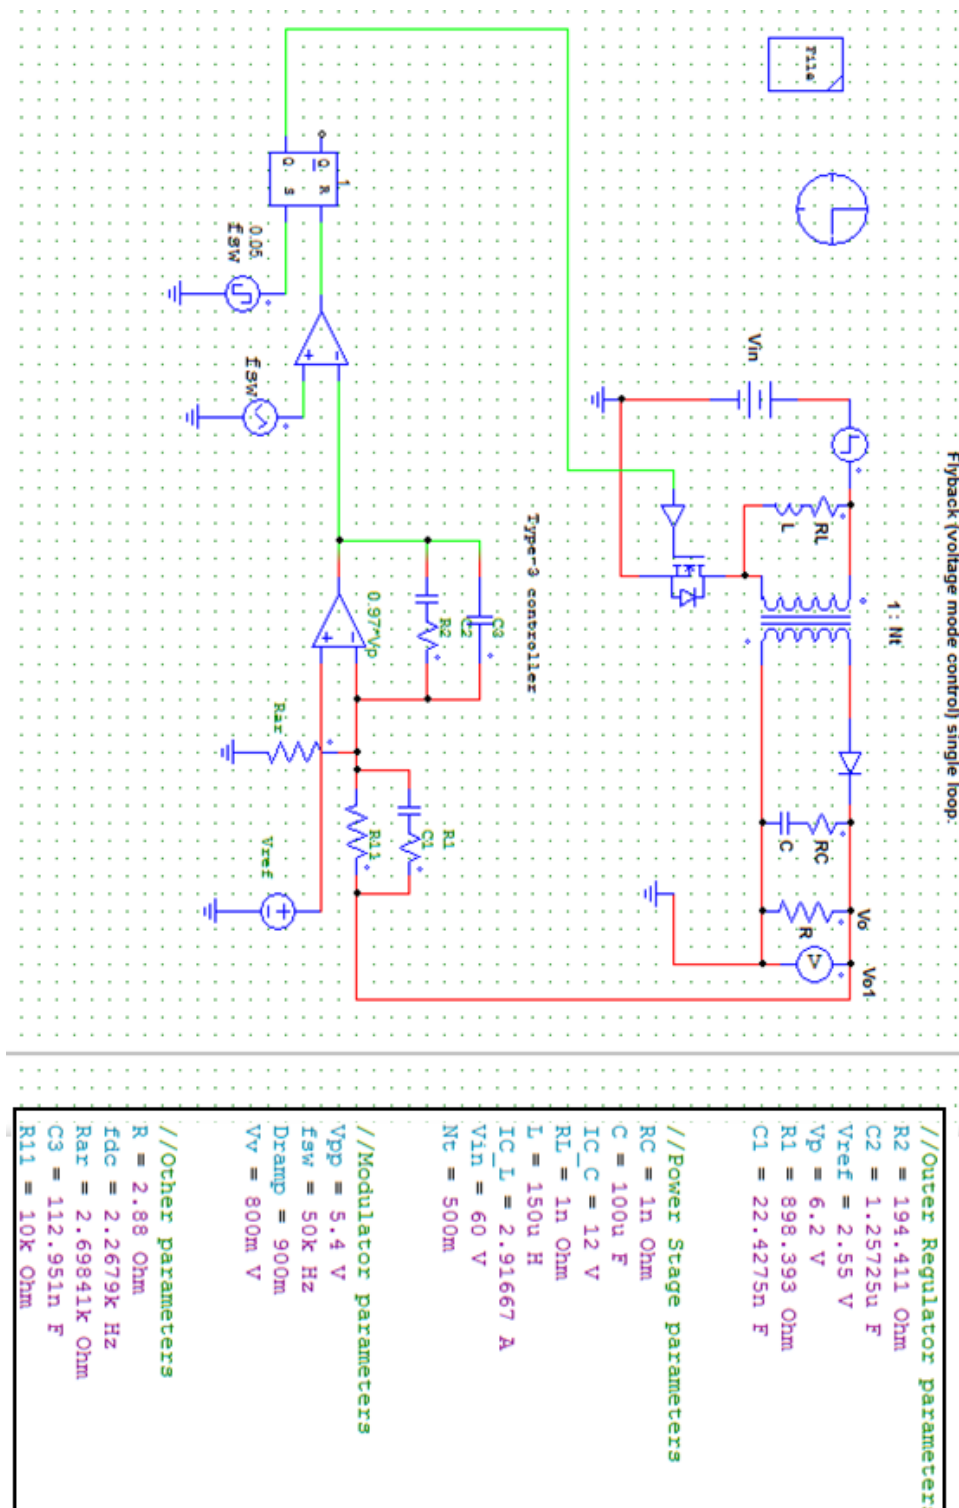 Flyback (voltage mode control) single loop.
File
Vin
L
RL
1: Nt
C
RC
R
Vo
V
Vo1
Q
Q
S
R
1
0.05
fsw
fsw
Type-3 controller
0.97*Vp
R2
C2
C3
Rar
Vref
R11
C1
R1
//Outer Regulator parameter
R2 = 194.411 Ohm
C2 = 1.25725u F
Vref = 2.55 V
Vp = 6.2 V
R1 = 898.393 Ohm
C1 = 22.4275n F
//Power Stage parameters
RC = 1n Ohm
C = 100u F
IC_C = 12 V
RL = 1n Ohm
L = 150u H
IC_L = 2.91667 A
Vin = 60 V
Nt = 500m
//Modulator parameters
Vpp = 5.4 V
fsw = 50k Hz
Dramp = 900m
Vv = 800m V
//Other parameters
R = 2.88 Ohm
fdc = 2.2679k Hz
Rar = 2.69841k Ohm
C3 = 112.951n F
R11 = 10k Ohm